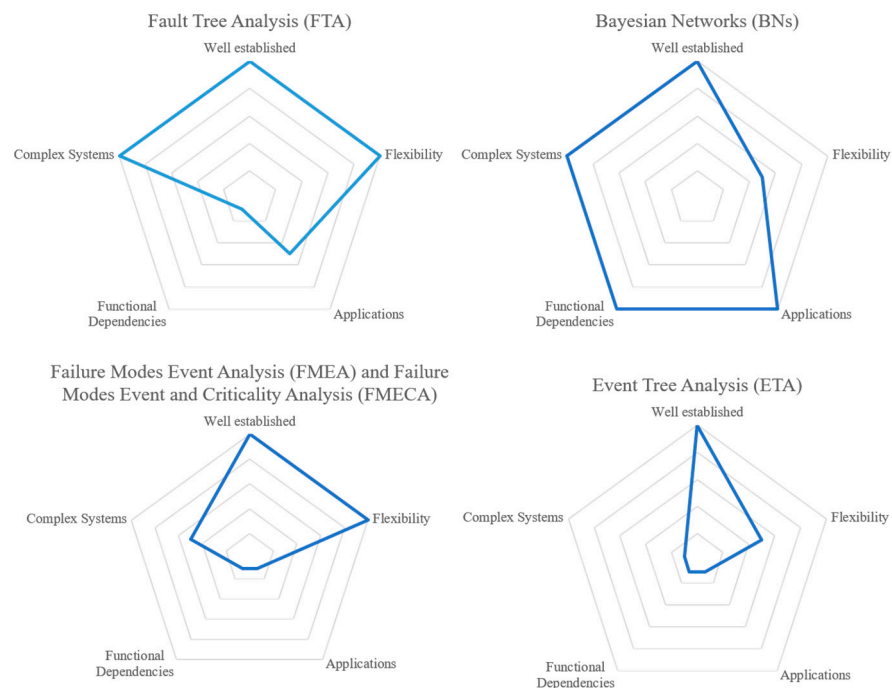 Fault Tree Analysis (FTA)
Well established
Complex Systems
Flexibility
Functional
Dependencies
Applications
Bayesian Networks (BNs)
Well established
Complex Systems
Flexibility
Functional
Dependencies
Applications
Failure Modes Event Analysis (FMEA) and Failure
Modes Event and Criticality Analysis (FMECA)
Well established
Complex Systems
Flexibility
Functional
Dependencies
Applications
Event Tree Analysis (ETA)
Well established
Complex Systems
Flexibility
Functional
Dependencies
Applications